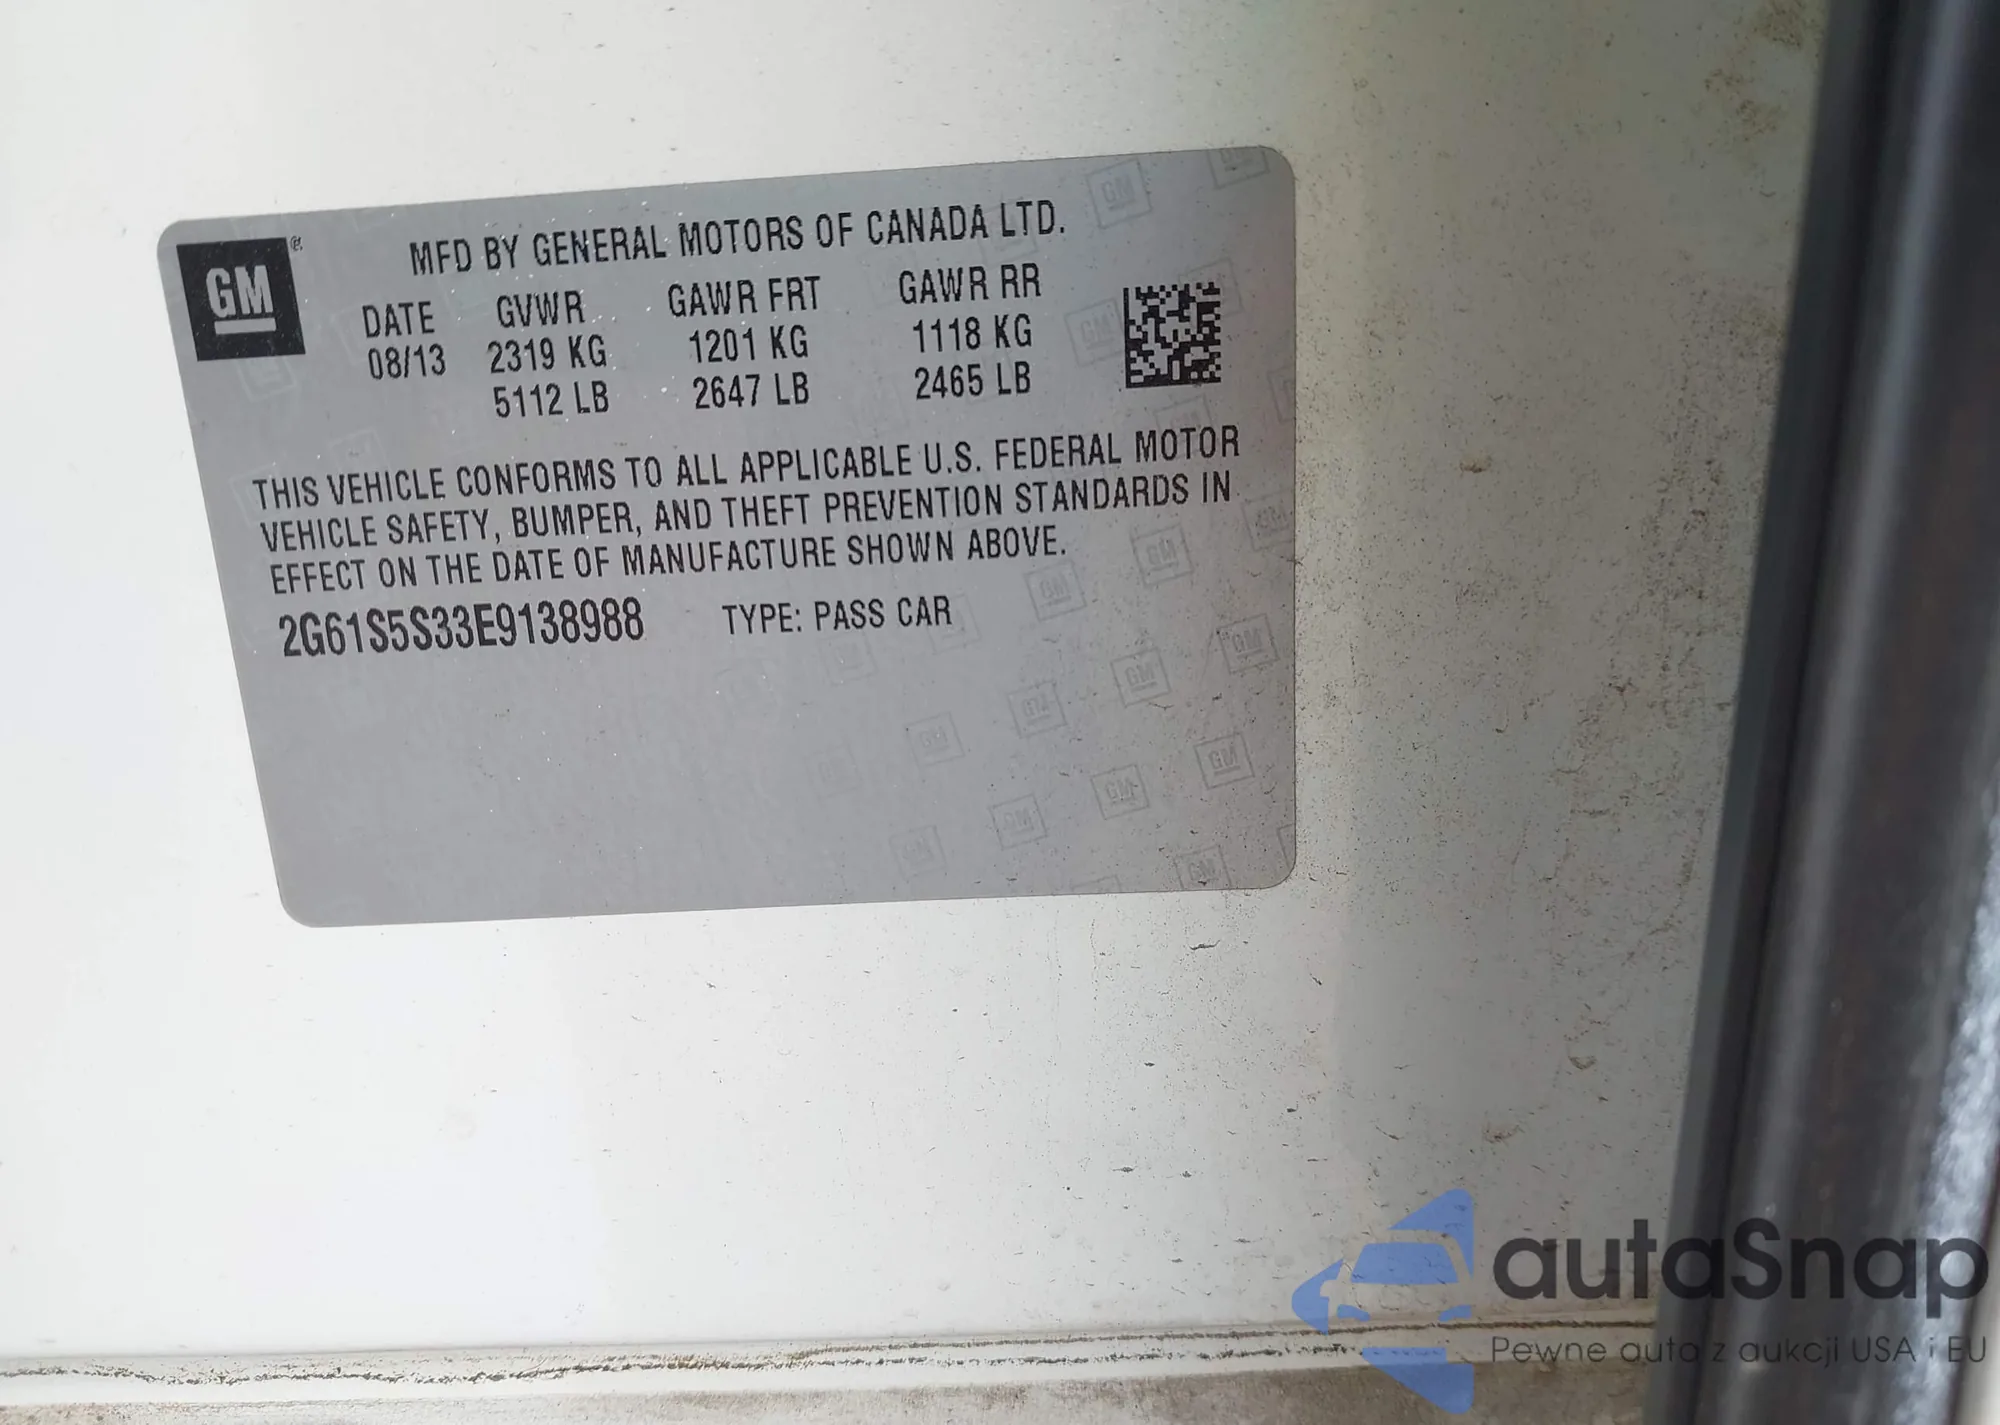 GM®
MFD BY GENERAL MOTORS OF CANADA LTD.
DATE GVWR GAWR FRT GAWR RR
08/13 2319 KG 1201 KG 1118 KG
5112 LB 2647 LB 2465 LB
THIS VEHICLE CONFORMS TO ALL APPLICABLE U.S. FEDERAL MOTOR
VEHICLE SAFETY, BUMPER, AND THEFT PREVENTION STANDARDS IN
EFFECT ON THE DATE OF MANUFACTURE SHOWN ABOVE.
2G61S5S33E9138988 TYPE: PASS CAR
autaSnap
Pewne auta z aukcji USA i EU